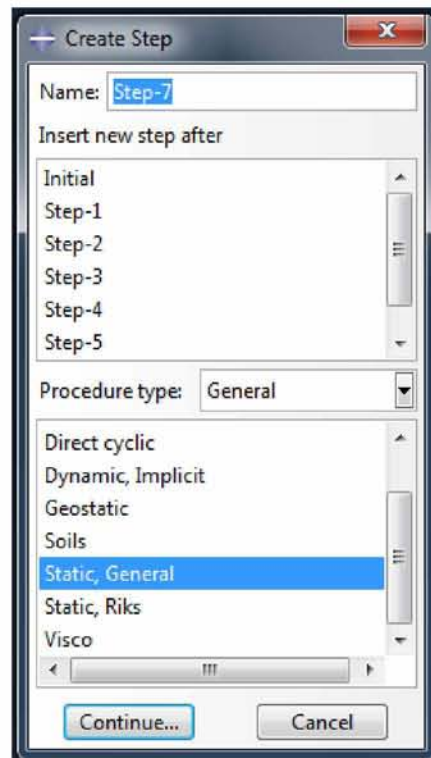 Create Step
Name: Step-7
Insert new step after
Initial
Step-1
Step-2
Step-3
Step-4
Step-5
Procedure type: General
Direct cyclic
Dynamic, Implicit
Geostatic
Soils
Static, General
Static, Riks
Visco
Continue... Cancel